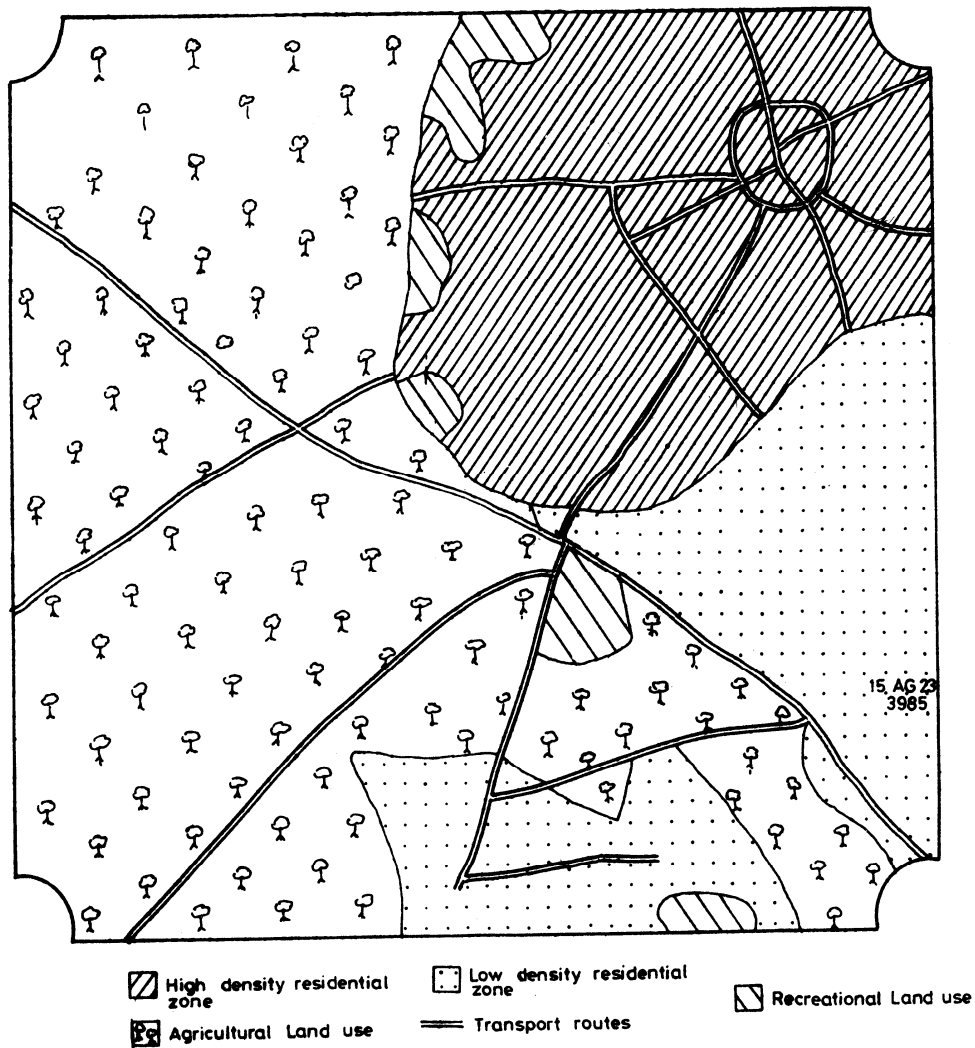 15, AG 23
3985
High density residential
zone
Low density residential
zone
Recreational Land use
Agricultural Land use
Transport routes